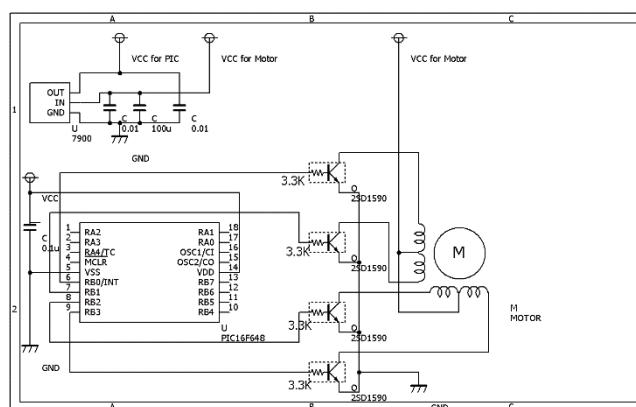 A B C
VCC for PIC VCC for Motor VCC for Motor
1
OUT
IN
GND
C C C
0.01 100u 0.01
U
7900
GND
3.3K
Q
2SD1590
VCC
C
0.1u
1 RA2 RA1 18
2 RA3 RA0 17
3 RA4/TC OSC1/CI 16
4 MCLR OSC2/CO 15
5 VSS VDD 14
6 RB0/INT RB7 13
7 RB1 RB6 12
8 RB2 RB5 11
9 RB3 RB4 10
3.3K
Q
2SD1590
M
2
U
PIC16F648
3.3K
Q
2SD1590
M
MOTOR
GND
3.3K
Q
2SD1590
A B GND C